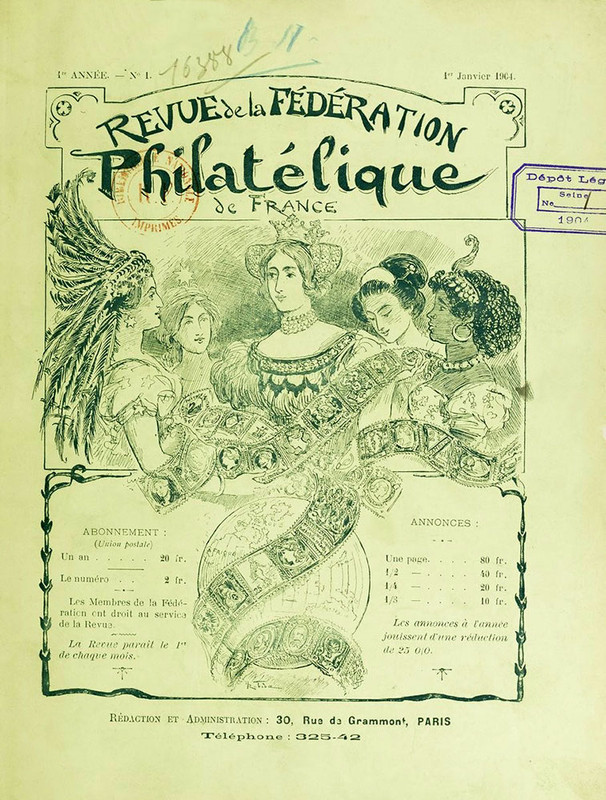 16388 B. N.
1re ANNÉE. — No 1.
1er Janvier 1904.
REVUE de la FÉDÉRATION
Philatélique
de FRANCE
IMPRIMÉS
Dépôt Lég
Seine
No 1
1904
AFRIQUE
ABONNEMENT :
(Union postale)
Un an . . . . . 20 fr.
Le numéro . . . 2 fr.
Les Membres de la Fédé-
ration ont droit au service
de la Revue.
La Revue paraît le 1er
de chaque mois.
ANNONCES :
Une page. . . . . 80 fr.
1/2 — . . . . 40 fr.
1/4 — . . . . 20 fr.
1/8 — . . . . 10 fr.
Les annonces à l'année
jouissent d'une réduction
de 25 0/0.
RÉDACTION ET ADMINISTRATION : 30, Rue de Grammont, PARIS
Téléphone : 325-42